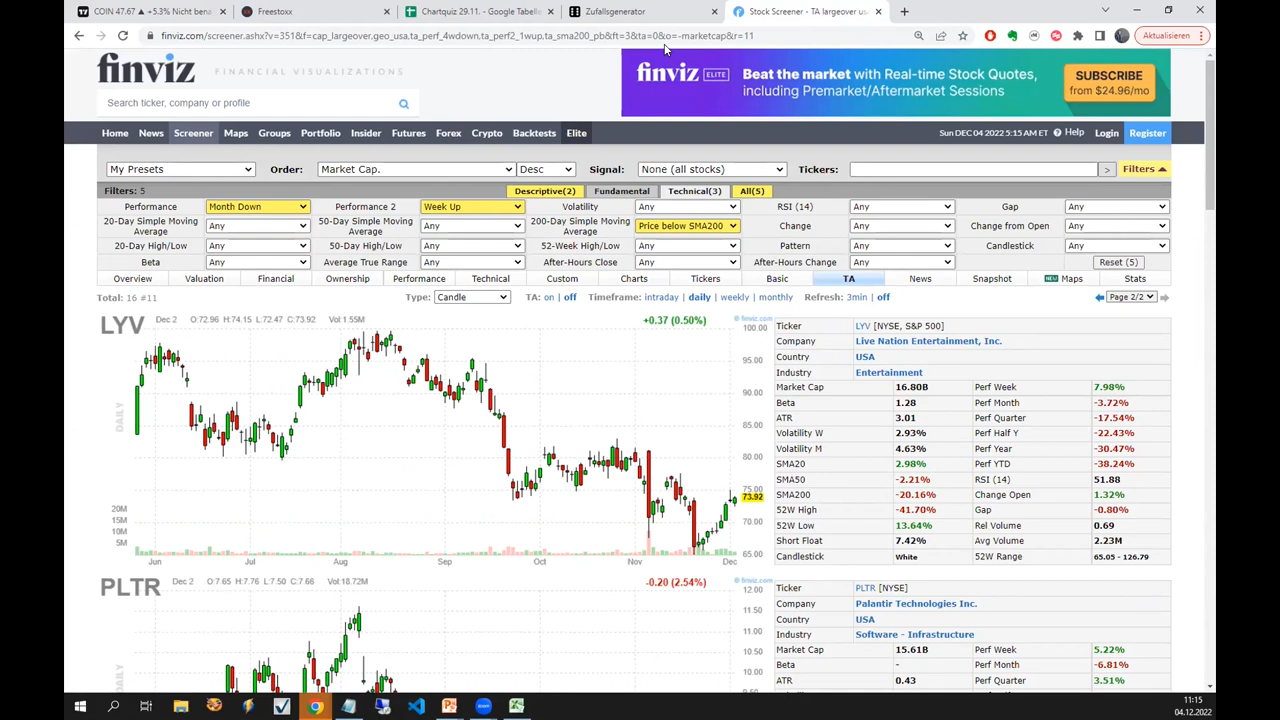 COIN 47.67 ▲ +5.3% Nicht bena
Freestoxx
Chartquiz 29.11. - Google Tabelle
Zufallsgenerator
Stock Screener - TA largeover us
finviz.com/screener.ashx?v=351&f=cap_largeover,geo_usa,ta_perf_4wdown,ta_perf2_1wup,ta_sma200_pb&ft=3&ta=0&o=-marketcap&r=11
Aktualisieren
finviz FINANCIAL VISUALIZATIONS
Search ticker, company or profile
finviz ELITE
Beat the market with Real-time Stock Quotes,
including Premarket/Aftermarket Sessions
SUBSCRIBE
from $24.96/mo
Home News Screener Maps Groups Portfolio Insider Futures Forex Crypto Backtests Elite
Sun DEC 04 2022 5:15 AM ET Help Login Register
My Presets Order: Market Cap. Desc Signal: None (all stocks) Tickers: > Filters
Filters: 5 Descriptive(2) Fundamental Technical(3) All(5)
Performance Month Down Performance 2 Week Up Volatility Any RSI (14) Any Gap Any
20-Day Simple Moving Average Any 50-Day Simple Moving Average Any 200-Day Simple Moving Average Price below SMA200 Change Any Change from Open Any
20-Day High/Low Any 50-Day High/Low Any 52-Week High/Low Any Pattern Any Candlestick Any
Beta Any Average True Range Any After-Hours Close Any After-Hours Change Any Reset (5)
Overview Valuation Financial Ownership Performance Technical Custom Charts Tickers Basic TA News Snapshot NEW Maps Stats
Total: 16 #11 Type: Candle TA: on | off Timeframe: intraday | daily | weekly | monthly Refresh: 3min | off Page 2/2
LYV Dec 2 O:72.96 H:74.15 L:72.47 C:73.92 Vol:1.55M +0.37 (0.50%) © finviz.com
100.00
95.00
90.00
85.00
80.00
75.00
73.92
70.00
65.00
DAILY
20M
15M
10M
5M
Jun Jul Aug Sep Oct Nov Dec
Ticker LYV [NYSE, S&P 500]
Company Live Nation Entertainment, Inc.
Country USA
Industry Entertainment
Market Cap 16.80B Perf Week 7.98%
Beta 1.28 Perf Month -3.72%
ATR 3.01 Perf Quarter -17.54%
Volatility W 2.93% Perf Half Y -22.43%
Volatility M 4.63% Perf Year -30.47%
SMA20 2.98% Perf YTD -38.24%
SMA50 -2.21% RSI (14) 51.88
SMA200 -20.16% Change Open 1.32%
52W High -41.70% Gap -0.80%
52W Low 13.64% Rel Volume 0.69
Short Float 7.42% Avg Volume 2.23M
Candlestick White 52W Range 65.05 - 126.79
PLTR Dec 2 O:7.65 H:7.76 L:7.50 C:7.66 Vol:18.72M -0.20 (2.54%) © finviz.com
12.00
11.50
11.00
10.50
10.00
9.50
DAILY
Ticker PLTR [NYSE]
Company Palantir Technologies Inc.
Country USA
Industry Software - Infrastructure
Market Cap 15.61B Perf Week 5.22%
Beta - Perf Month -6.81%
ATR 0.43 Perf Quarter 3.51%
11:15
04.12.2022